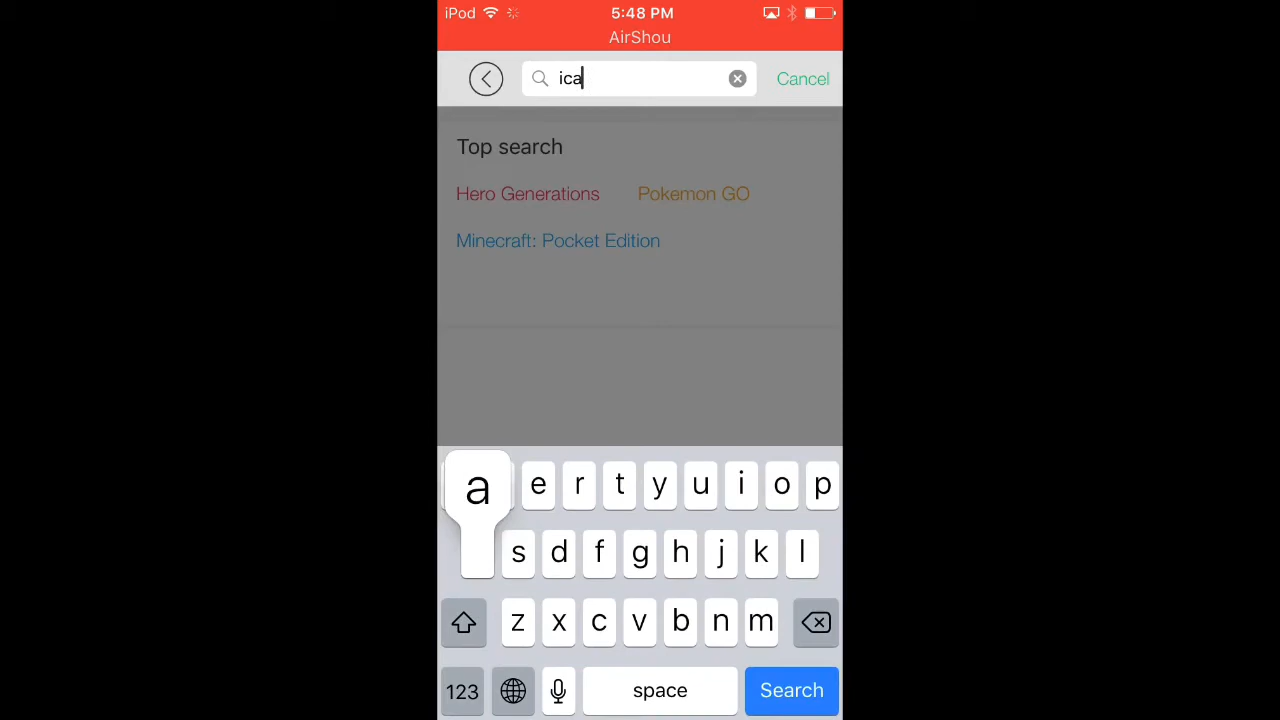 iPod 5:48 PM
AirShou
ica Cancel
Top search
Hero Generations Pokemon GO
Minecraft: Pocket Edition
a e r t y u i o p
s d f g h j k l
z x c v b n m
123 space Search